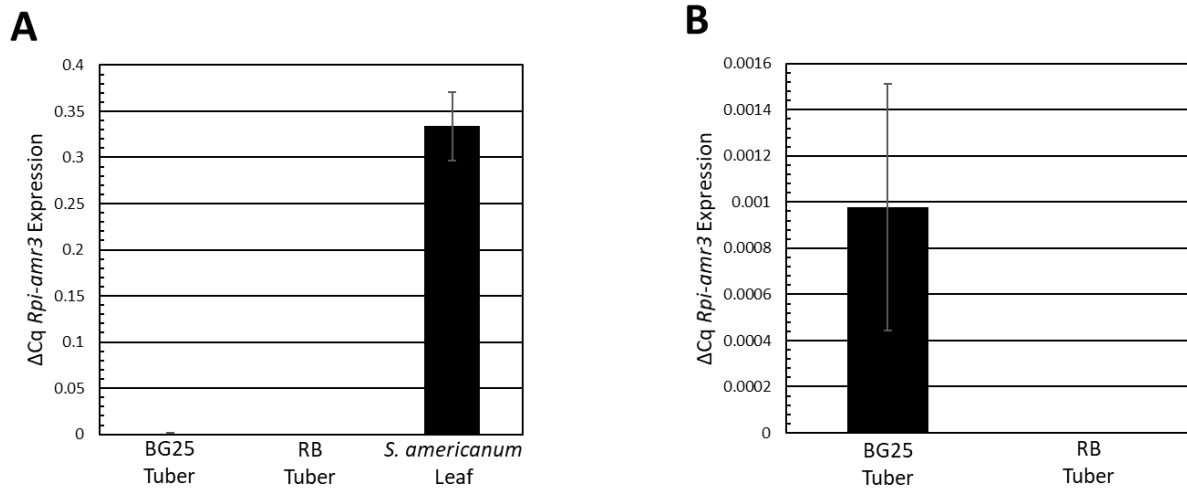 A
0.4
0.35
0.3
0.25
0.2
0.15
0.1
0.05
0
ΔCq Rpi-amr3 Expression
BG25 RB S. americanum
Tuber Tuber Leaf
B
0.0016
0.0014
0.0012
0.001
0.0008
0.0006
0.0004
0.0002
0
ΔCq Rpi-amr3 Expression
BG25 RB
Tuber Tuber